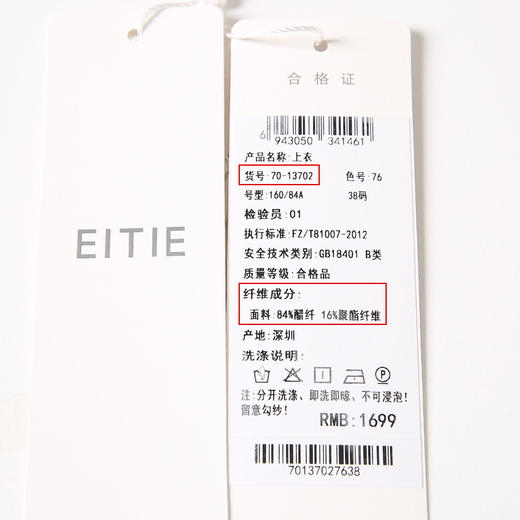 EITIE
合格证
6 943050 341461
产品名称:上衣
货号:70-13702 色号:76
号型:160/84A 38码
检验员:01
执行标准:FZ/T81007-2012
安全技术类别:GB18401 B类
质量等级:合格品
纤维成分:
面料:84%醋纤 16%聚酯纤维
产地:深圳
洗涤说明:
P
注:分开洗涤、即洗即晾、不可浸泡!
留意勾纱!
RMB:1699
70137027638